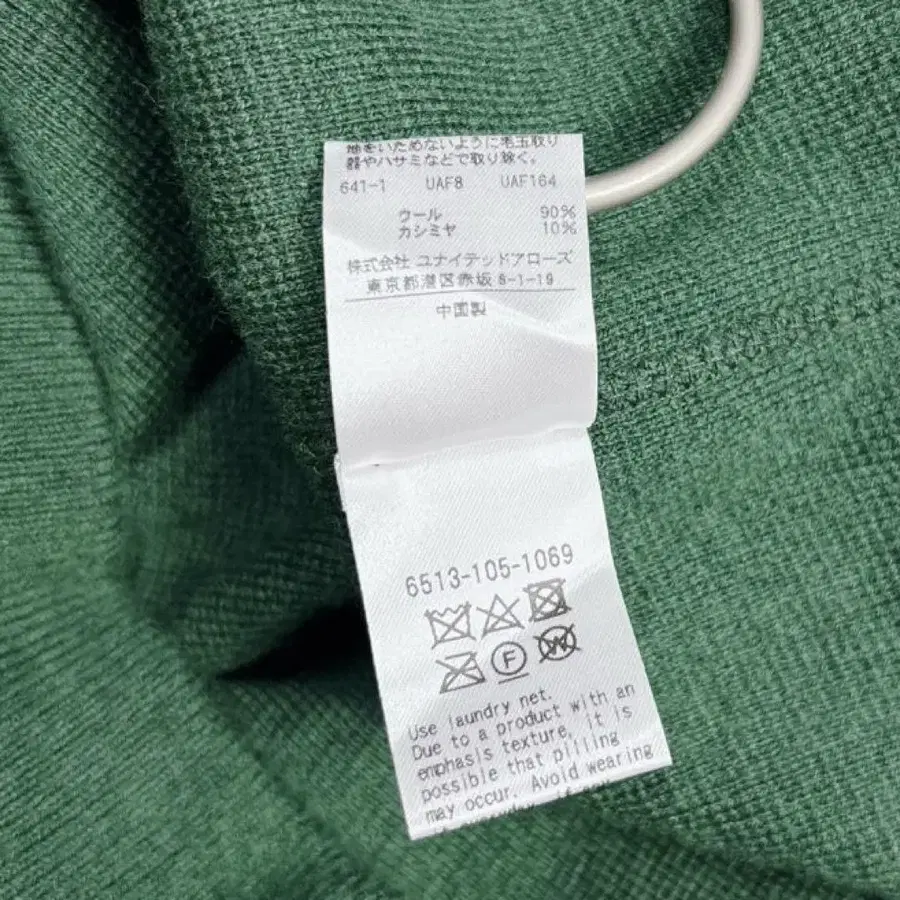 地をいためないように毛玉取り
器やハサミなどで取り除く。
641-1 UAF8 UAF164
ウール 90%
カシミヤ 10%
株式会社 ユナイテッドアローズ
東京都港区赤坂 8-1-19
中国製
6513-105-1069
F
W
Use laundry net.
Due to a product with an
emphasis texture, it is
possible that pilling
may occur. Avoid wearing